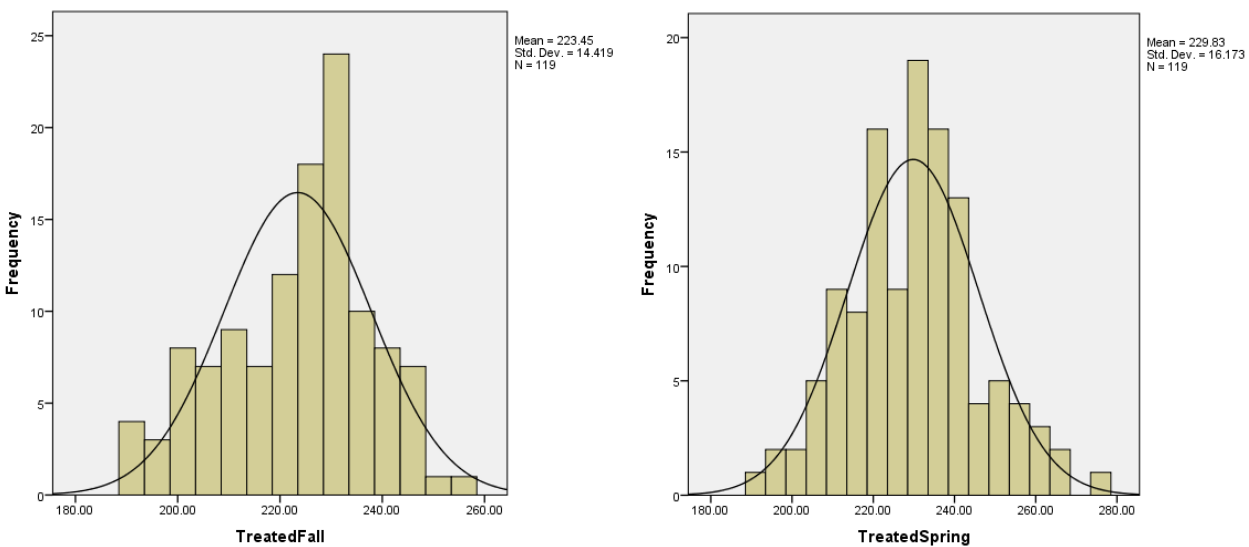 25
20
15
10
5
0
Frequency
180.00 200.00 220.00 240.00 260.00
TreatedFall
Mean = 223.45
Std. Dev. = 14.419
N = 119
20
15
10
5
0
Frequency
180.00 200.00 220.00 240.00 260.00 280.00
TreatedSpring
Mean = 229.83
Std. Dev. = 16.173
N = 119